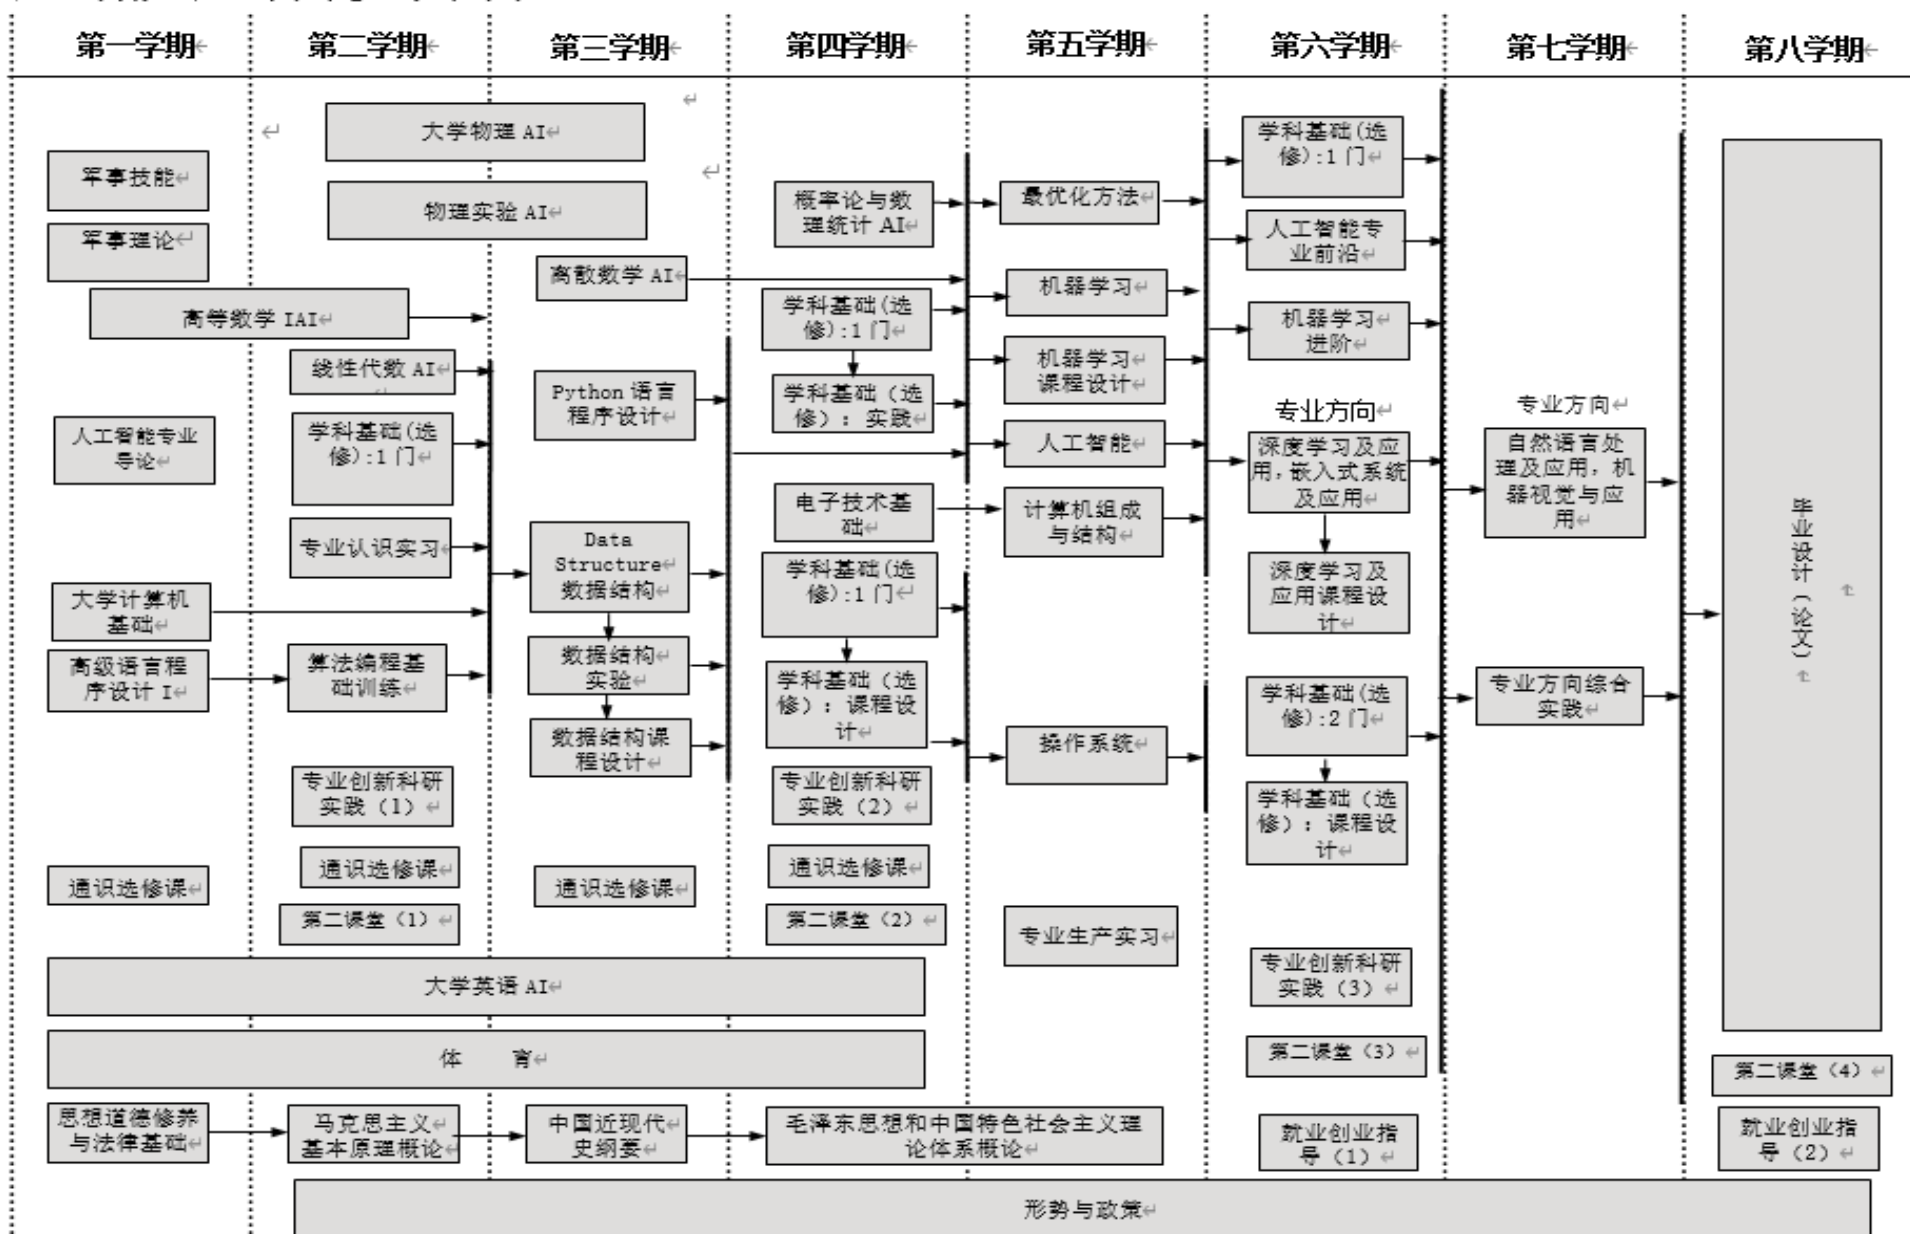 第一学期
第二学期
第三学期
第四学期
第五学期
第六学期
第七学期
第八学期
军事技能
军事理论
高等数学 IAI
人工智能专业
导论
大学计算机
基础
高级语言程
序设计 I
通识选修课
大学物理 AI
物理实验AI
线性代数 AI
学科基础(选
修):1 门
专业认识实习
算法编程基
础训练
专业创新科研
实践（1）
通识选修课
第二课堂（1）
离散数学 AI
Python 语言
程序设计
Data
Structure
数据结构
数据结构
实验
数据结构课
程设计
通识选修课
概率论与数
理统计 AI
学科基础(选
修):1 门
学科基础（选
修）：实践
电子技术基
础
学科基础(选
修):1 门
学科基础（选
修）：课程设
计
专业创新科研
实践（2）
通识选修课
第二课堂（2）
最优化方法
机器学习
机器学习
课程设计
人工智能
计算机组成
与结构
操作系统
专业生产实习
学科基础(选
修):1 门
人工智能专
业前沿
机器学习
进阶
专业方向
深度学习及应
用，嵌入式系统
及应用
深度学习及
应用课程设
计
学科基础(选
修):2 门
学科基础（选
修）：课程设
计
专业创新科研
实践（3）
第二课堂（3）
就业创业指
导（1）
专业方向
自然语言处
理及应用，机
器视觉与应
用
专业方向综合
实践
毕业设计（论文）
第二课堂（4）
就业创业指
导（2）
大学英语 AI
体 育
思想道德修养
与法律基础
马克思主义
基本原理概论
中国近现代
史纲要
毛泽东思想和中国特色社会主义理
论体系概论
形势与政策